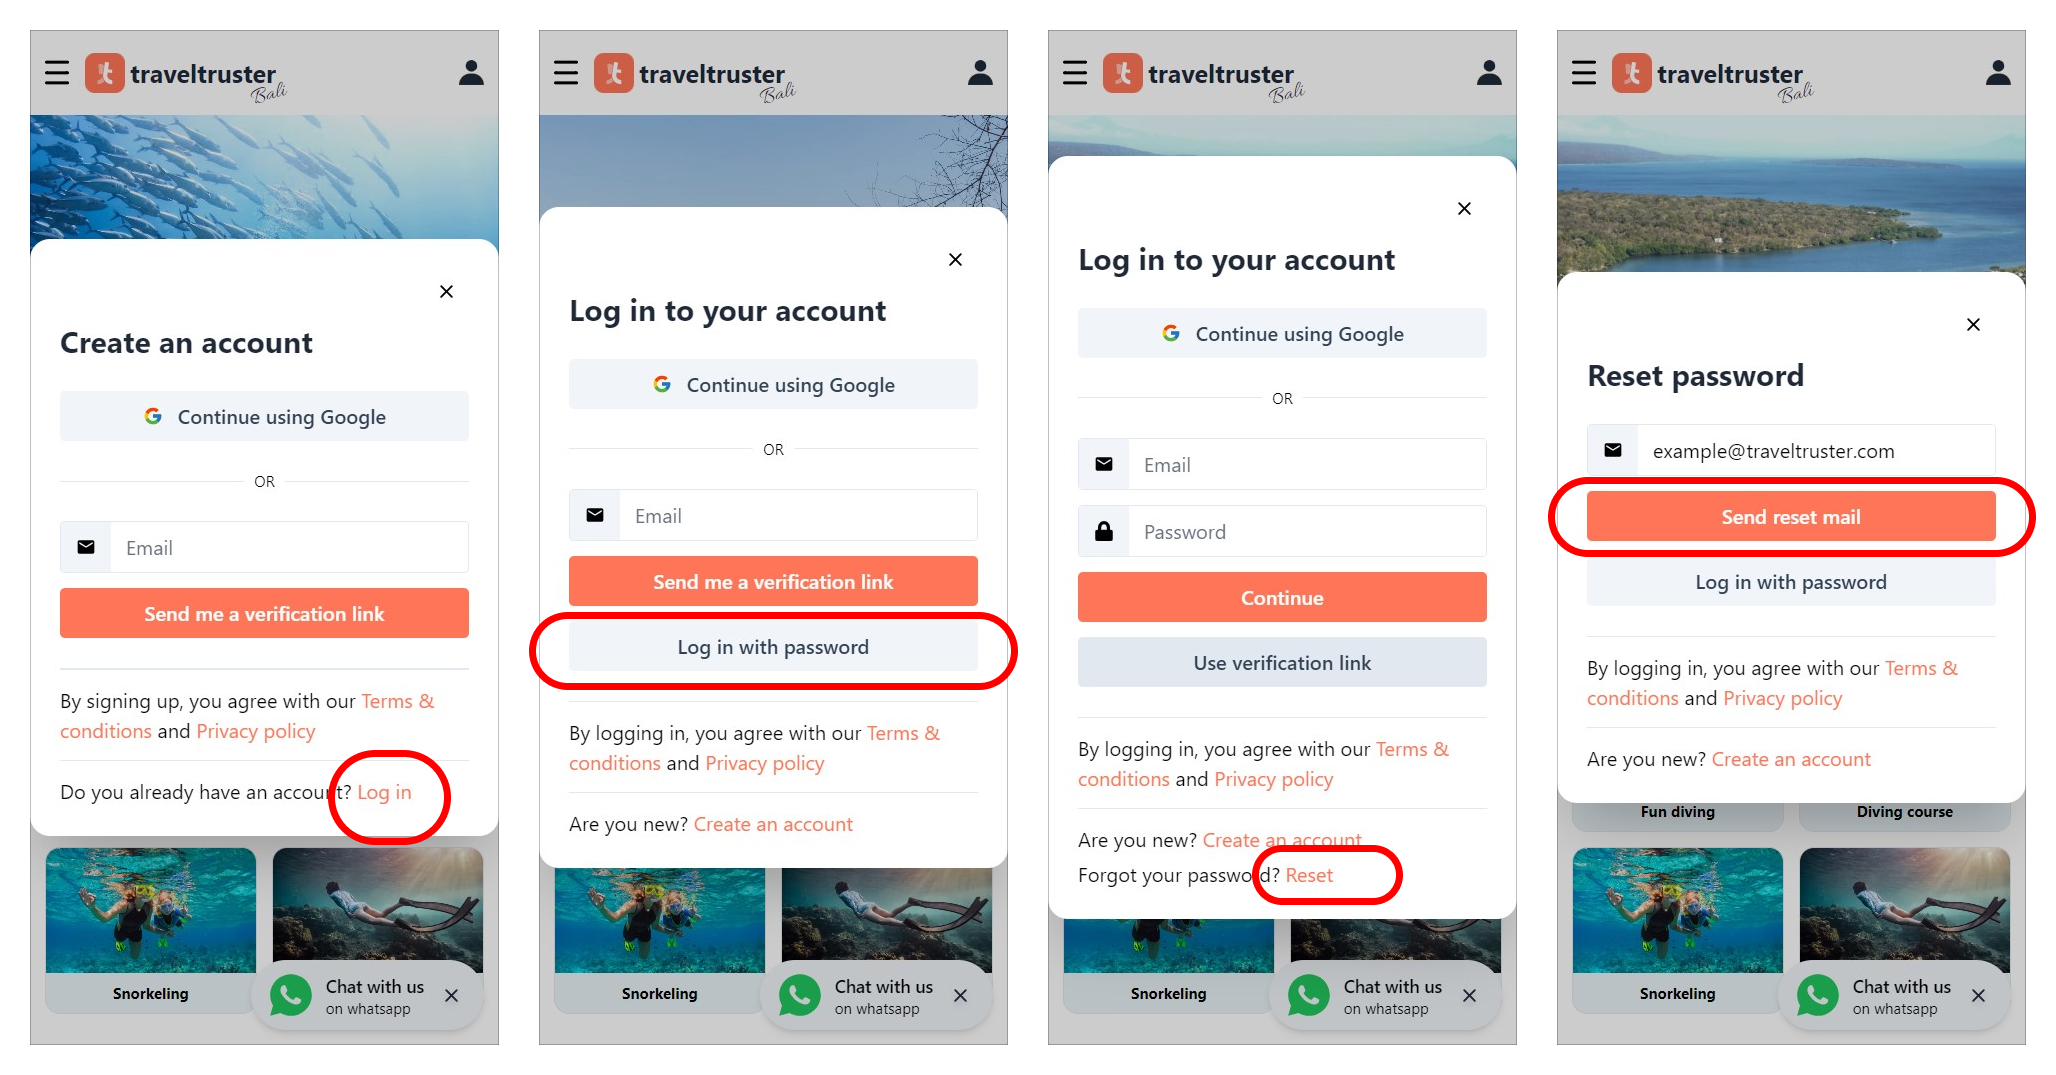 traveltruster
Bali
Create an account
Continue using Google
OR
Email
Send me a verification link
By signing up, you agree with our Terms &
conditions and Privacy policy
Do you already have an account? Log in
Snorkeling
Chat with us
on whatsapp
traveltruster
Bali
Log in to your account
Continue using Google
OR
Email
Send me a verification link
Log in with password
By logging in, you agree with our Terms &
conditions and Privacy policy
Are you new? Create an account
Snorkeling
Chat with us
on whatsapp
traveltruster
Bali
Log in to your account
Continue using Google
OR
Email
Password
Continue
Use verification link
By logging in, you agree with our Terms &
conditions and Privacy policy
Are you new? Create an account
Forgot your password? Reset
Snorkeling
Chat with us
on whatsapp
traveltruster
Bali
Reset password
example@traveltruster.com
Send reset mail
Log in with password
By logging in, you agree with our Terms &
conditions and Privacy policy
Are you new? Create an account
Fun diving
Diving course
Snorkeling
Chat with us
on whatsapp